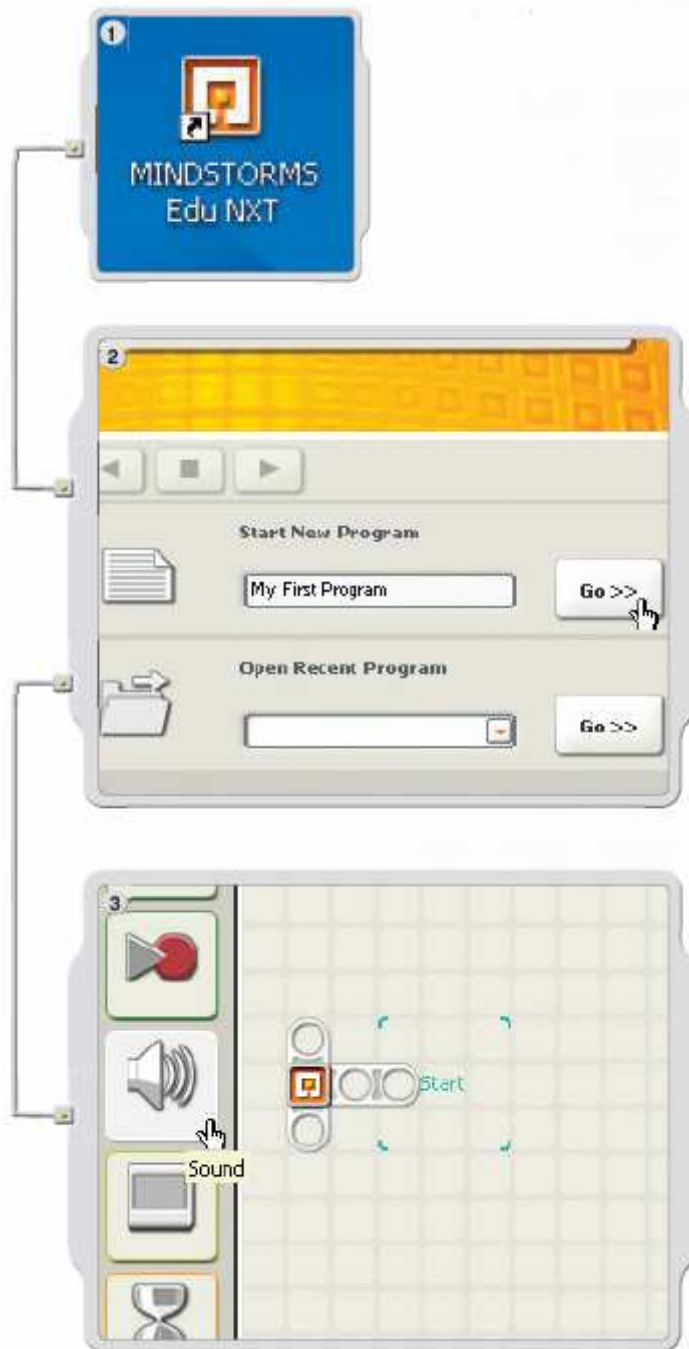 1
MINDSTORMS
Edu NXT
2
Start New Program
My First Program
Go >>
Open Recent Program
Go >>
3
Start
Sound